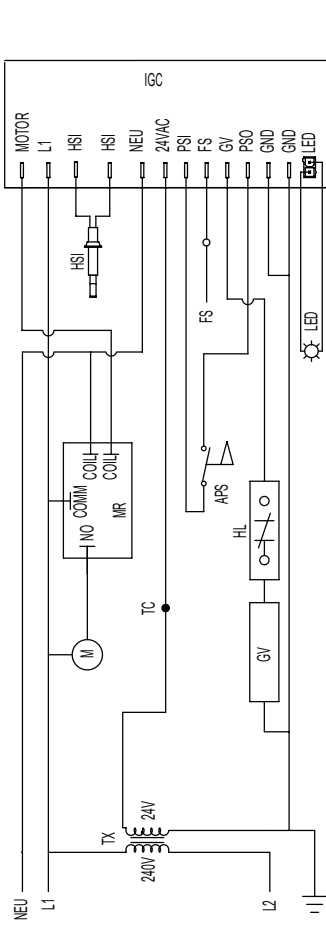 IGC
MOTOR
L1
HSI
HSI
NEU
24VAC
PSI
FS
GV
PSO
GND
GND
LED
HSI
FS
LED
COMM
NO
COIL
COIL
MR
APS
HL
M
TC
GV
TX
240V
24V
NEU
L1
L2